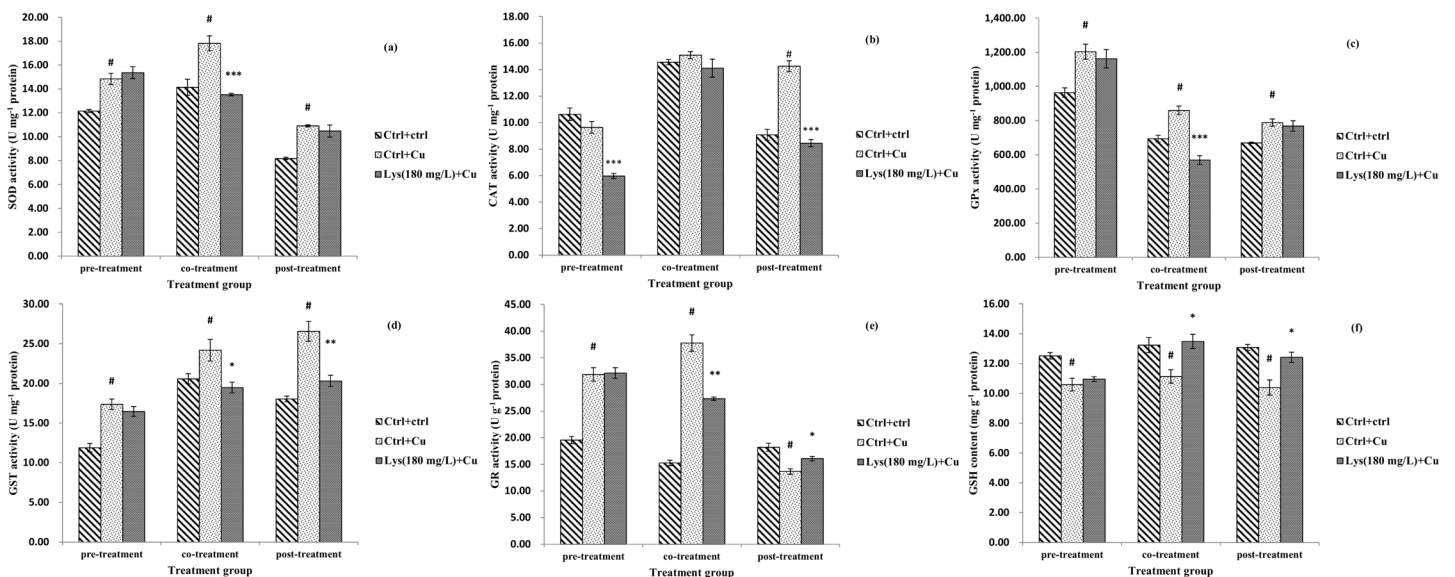 20.00
18.00
16.00
14.00
12.00
10.00
8.00
6.00
4.00
2.00
0.00
SOD activity (U mg-1 protein)
# # *** #
(a)
Ctrl+ctrl
Ctrl+Cu
Lys(180 mg/L)+Cu
pre-treatment co-treatment post-treatment
Treatment group
18.00
16.00
14.00
12.00
10.00
8.00
6.00
4.00
2.00
0.00
CAT activity (U mg-1 protein)
*** # ***
(b)
Ctrl+ctrl
Ctrl+Cu
Lys(180 mg/L)+Cu
pre-treatment co-treatment post-treatment
Treatment group
1,400.00
1,200.00
1,000.00
800.00
600.00
400.00
200.00
0.00
GPx activity (U mg-1 protein)
# # *** #
(c)
Ctrl+ctrl
Ctrl+Cu
Lys(180 mg/L)+Cu
pre-treatment co-treatment post-treatment
Treatment group
30.00
25.00
20.00
15.00
10.00
5.00
0.00
GST activity (U mg-1 protein)
# # * # **
(d)
Ctrl+ctrl
Ctrl+Cu
Lys(180 mg/L)+Cu
pre-treatment co-treatment post-treatment
Treatment group
45.00
40.00
35.00
30.00
25.00
20.00
15.00
10.00
5.00
0.00
GR activity (U g-1 protein)
# # ** # *
(e)
Ctrl+ctrl
Ctrl+Cu
Lys(180 mg/L)+Cu
pre-treatment co-treatment post-treatment
Treatment group
16.00
14.00
12.00
10.00
8.00
6.00
4.00
2.00
0.00
GSH content (mg g-1 protein)
# # * # *
(f)
Ctrl+ctrl
Ctrl+Cu
Lys(180 mg/L)+Cu
pre-treatment co-treatment post-treatment
Treatment group